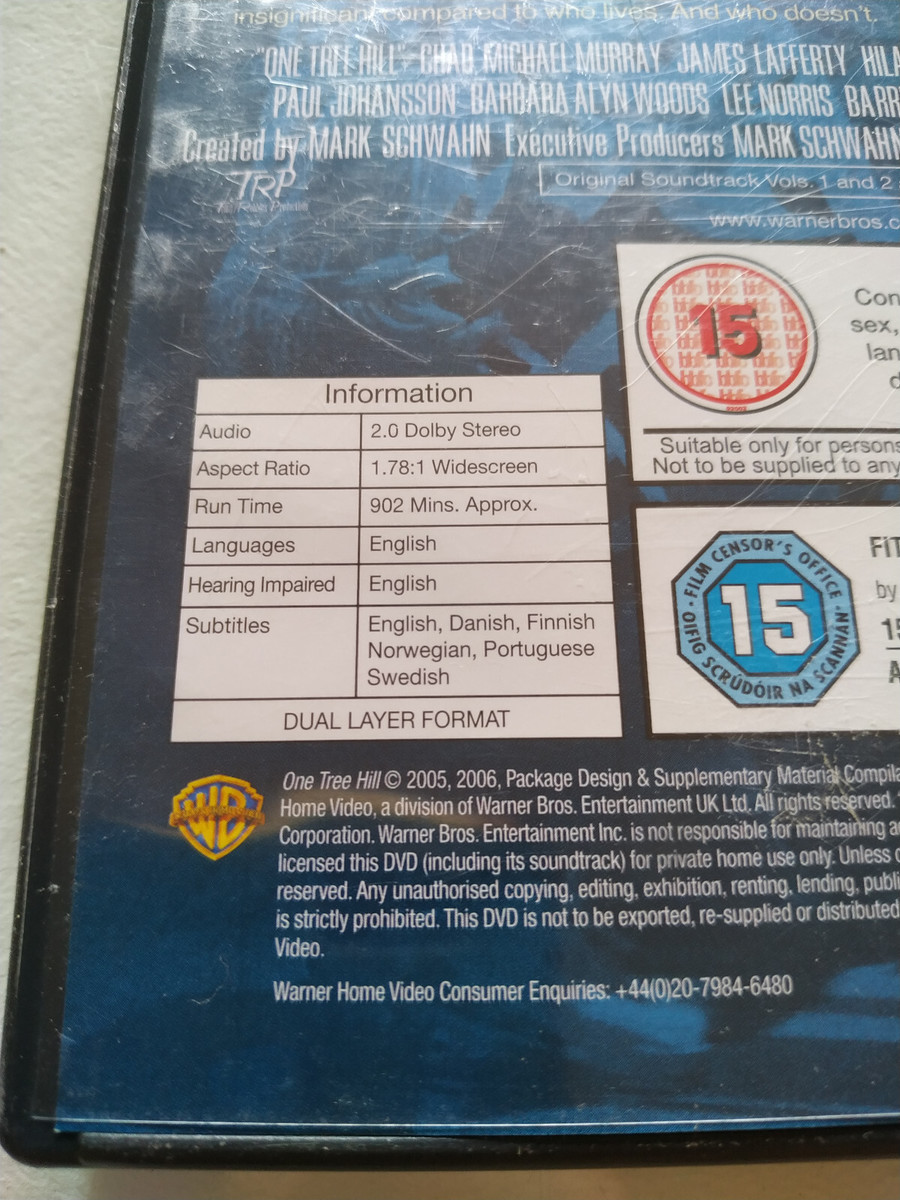 insignificant compared to who lives. And who doesn't.
"ONE TREE HILL" CHAD MICHAEL MURRAY JAMES LAFFERTY HILA
PAUL JOHANSSON BARBARA ALYN WOODS LEE NORRIS BARR
Created by MARK SCHWAHN Executive Producers MARK SCHWAHN
TRP
Original Soundtrack Vols. 1 and 2
www.warnerbros.c
15
Con
sex,
lan
d
Suitable only for persons
Not to be supplied to any
Information
Audio 2.0 Dolby Stereo
Aspect Ratio 1.78:1 Widescreen
Run Time 902 Mins. Approx.
Languages English
Hearing Impaired English
Subtitles English, Danish, Finnish
Norwegian, Portuguese
Swedish
DUAL LAYER FORMAT
FILM CENSOR'S OFFICE
15
OIFIG SCRÚDÓIR NA SCANNÁN
FiT
by
15
A
WB
One Tree Hill © 2005, 2006, Package Design & Supplementary Material Compila
Home Video, a division of Warner Bros. Entertainment UK Ltd. All rights reserved.
Corporation. Warner Bros. Entertainment Inc. is not responsible for maintaining a
licensed this DVD (including its soundtrack) for private home use only. Unless o
reserved. Any unauthorised copying, editing, exhibition, renting, lending, publi
is strictly prohibited. This DVD is not to be exported, re-supplied or distributed
Video.
Warner Home Video Consumer Enquiries: +44(0)20-7984-6480